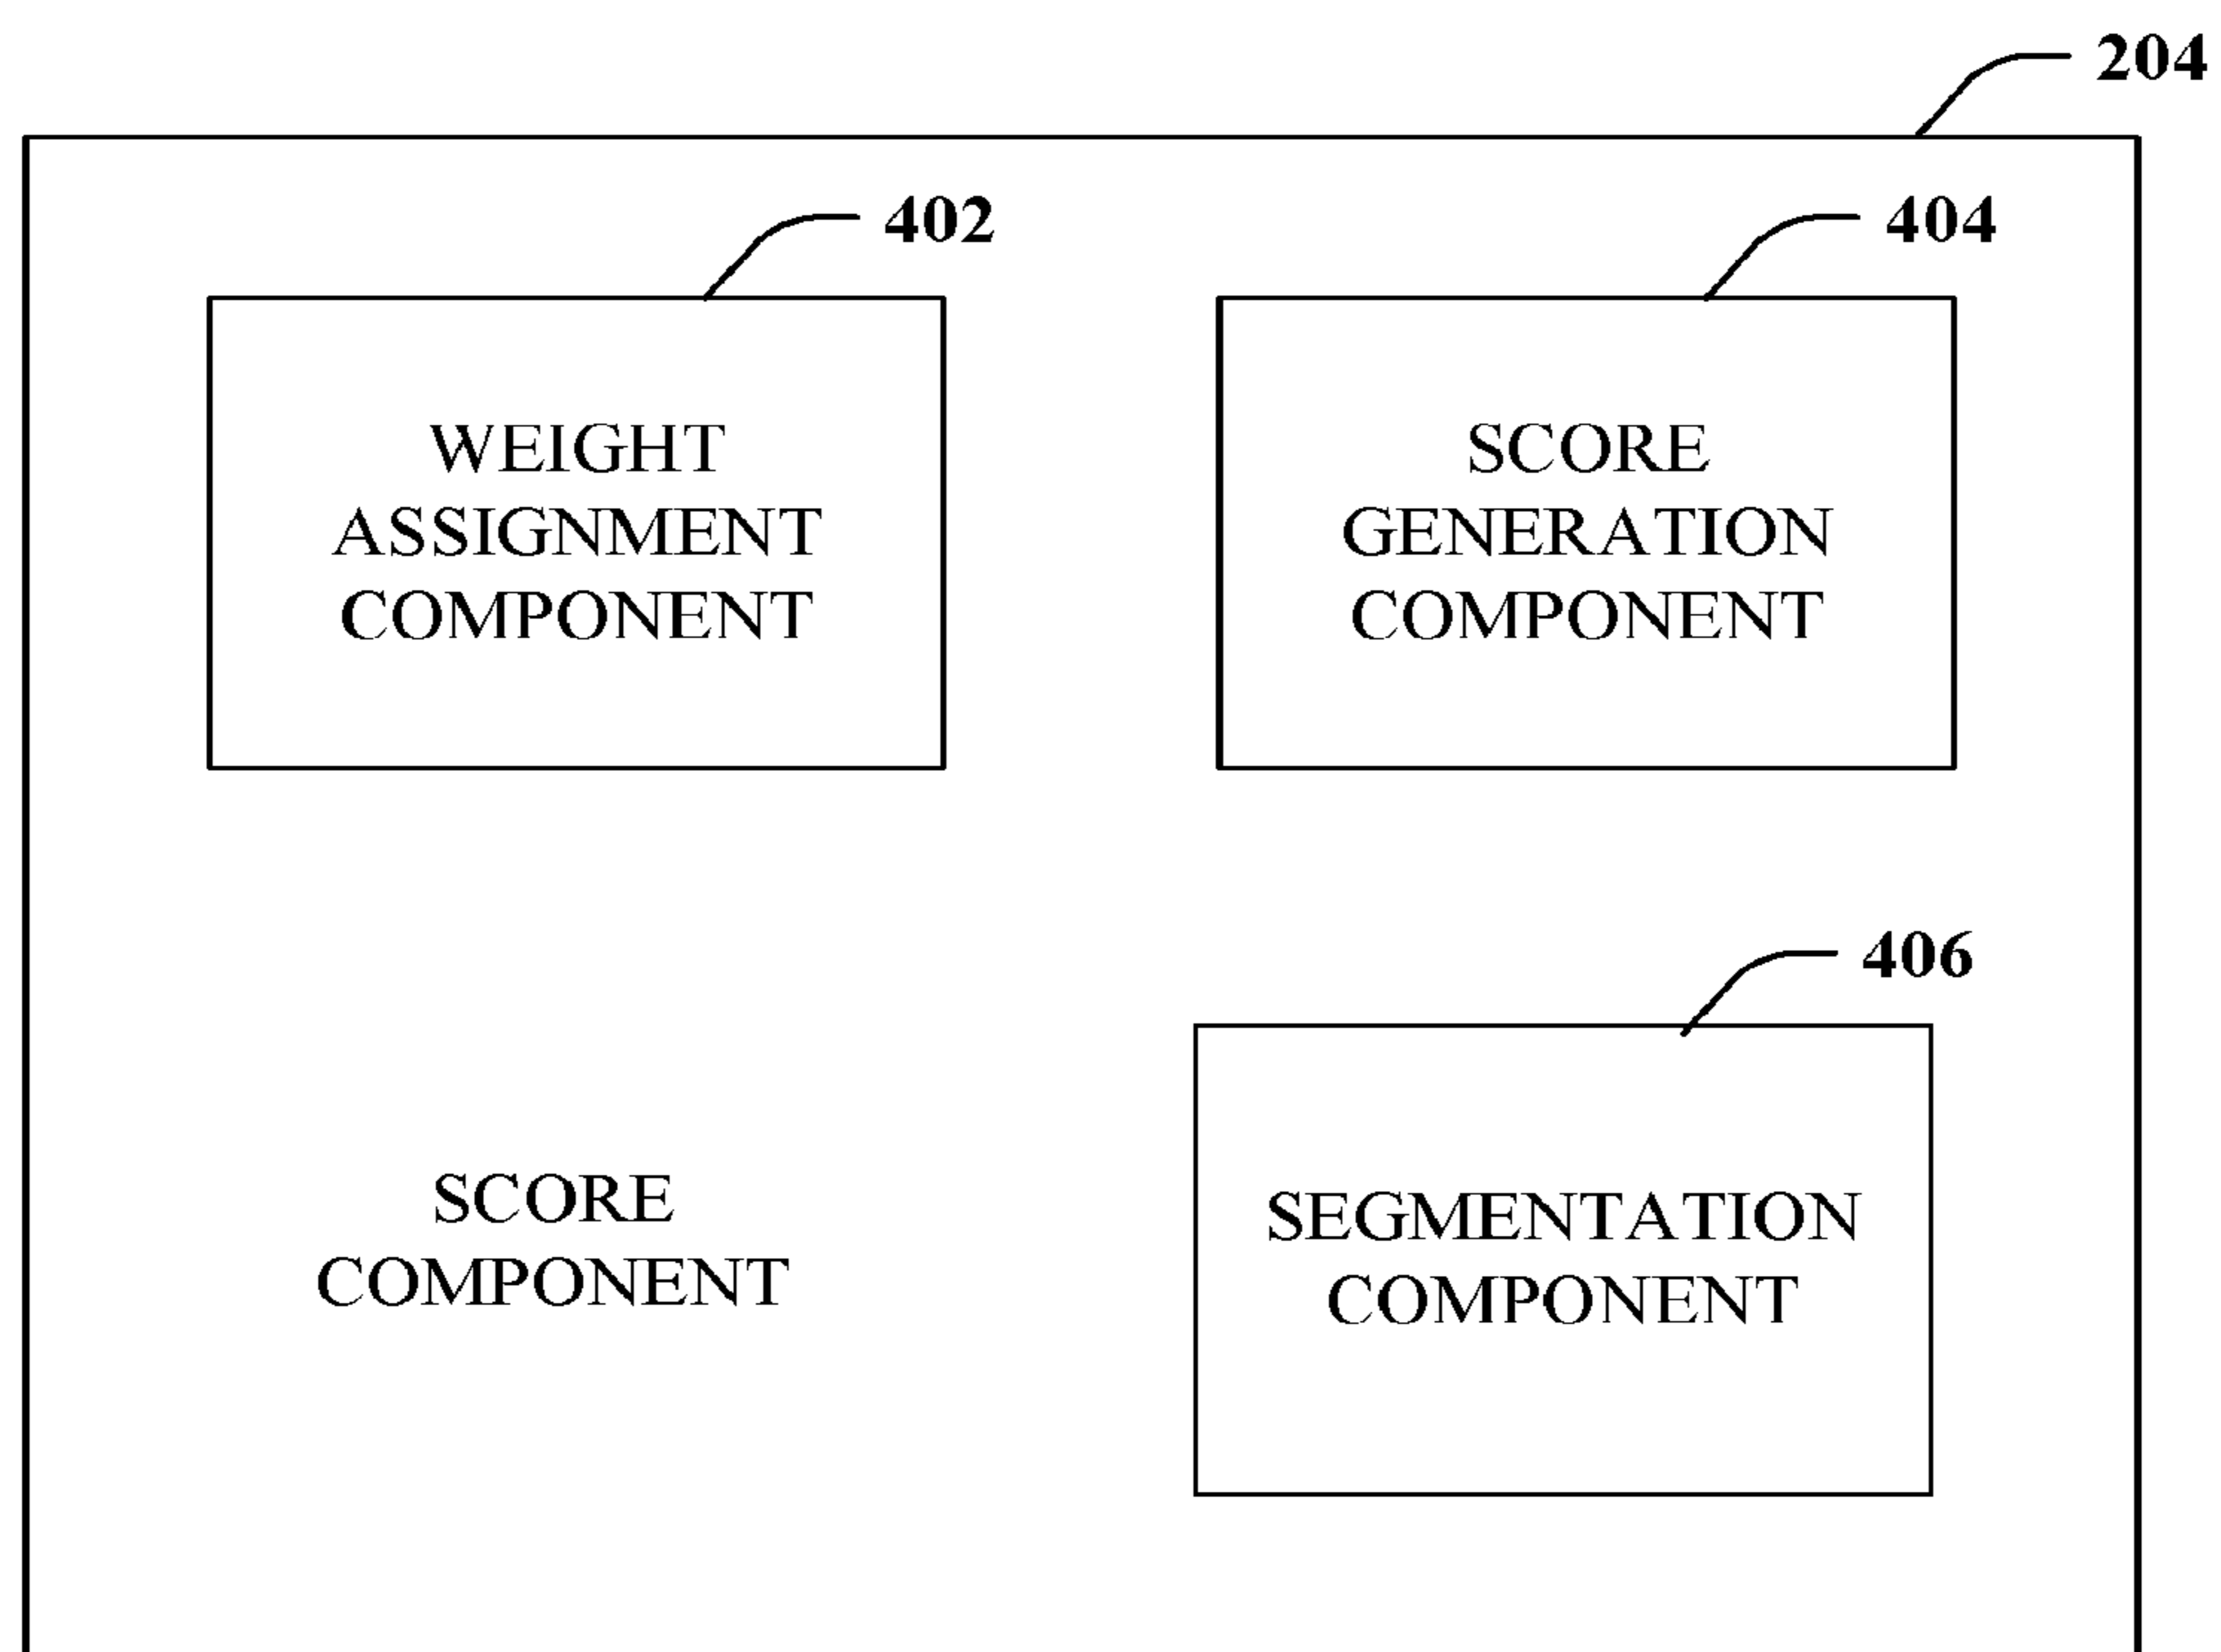 204
402
404
WEIGHT
ASSIGNMENT
COMPONENT
SCORE
GENERATION
COMPONENT
406
SCORE
COMPONENT
SEGMENTATION
COMPONENT